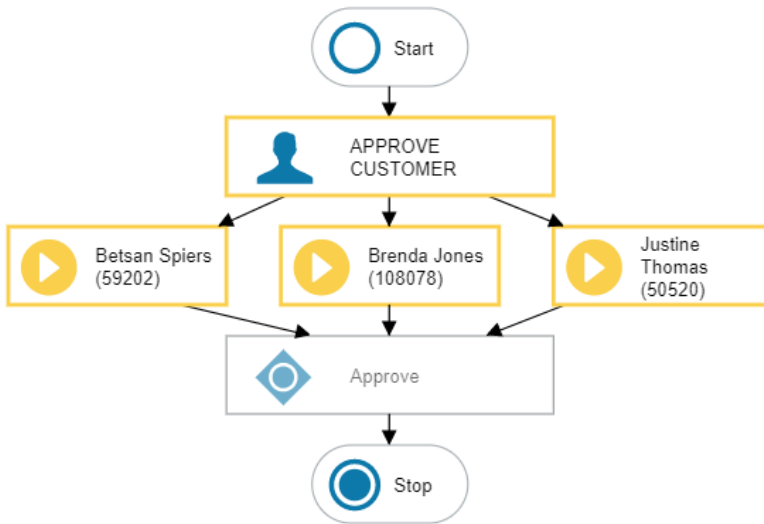 Start
APPROVE
CUSTOMER
Betsan Spiers
(59202)
Brenda Jones
(108078)
Justine
Thomas
(50520)
Approve
Stop